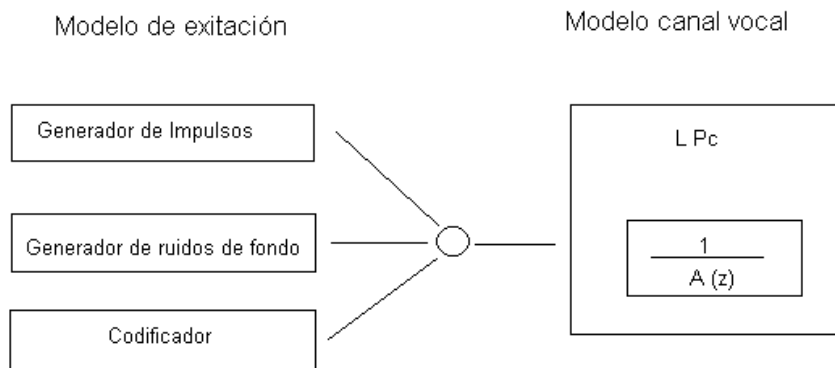 Modelo de exitación
Modelo canal vocal
Generador de Impulsos
Generador de ruidos de fondo
Codificador
L Pc
1
A (z)